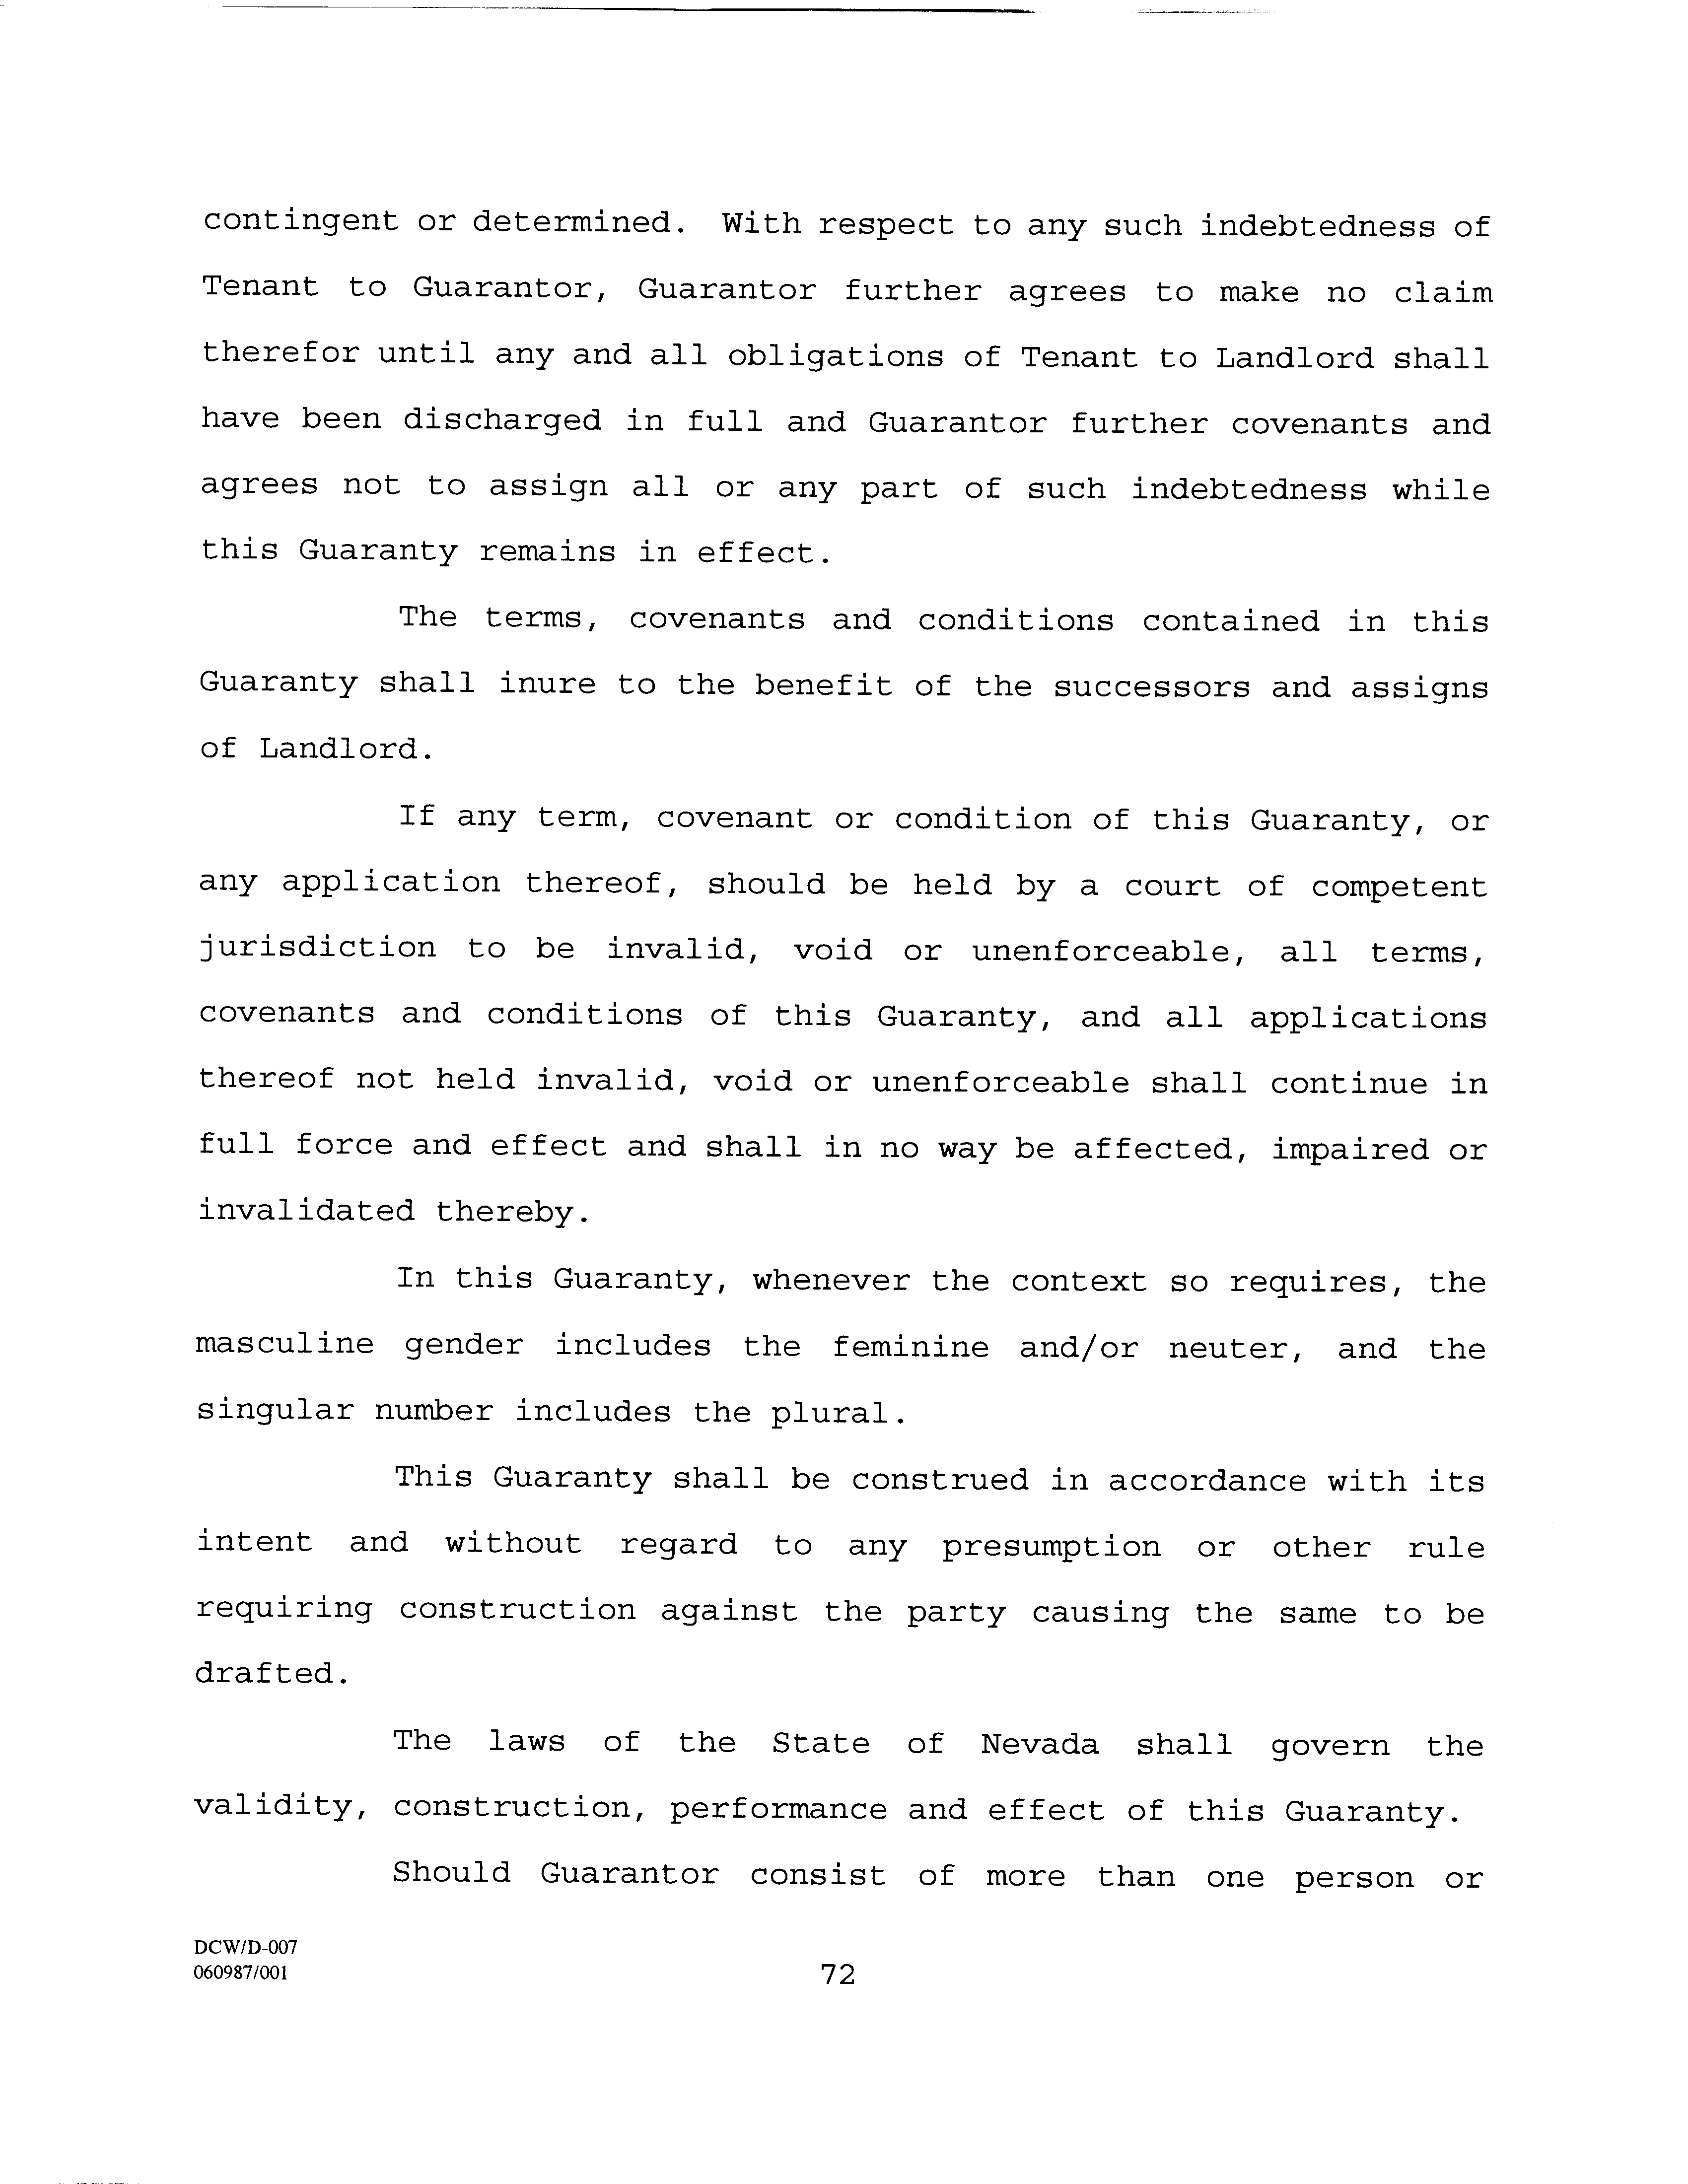 contingent or determined. With respect to any such indebtedness of
Tenant to Guarantor, Guarantor further agrees to make no claim
therefor until any and all obligations of Tenant to Landlord shall
have been discharged in full and Guarantor further covenants and
agrees not to assign all or any part of such indebtedness while
this Guaranty remains in effect.
The terms, covenants and conditions contained in this
Guaranty shall inure to the benefit of the successors and assigns
of Landlord.
If any term, covenant or condition of this Guaranty, or
any application thereof, should be held by a court of competent
jurisdiction to be invalid, void or unenforceable, all terms,
covenants and conditions of this Guaranty, and all applications
thereof not held invalid, void or unenforceable shall continue in
full force and effect and shall in no way be affected, impaired or
invalidated thereby.
In this Guaranty, whenever the context so requires, the
masculine gender includes the feminine and/or neuter, and the
singular number includes the plural.
This Guaranty shall be construed in accordance with its
intent and without regard to any presumption or other rule
requiring construction against the party causing the same to be
drafted.
The laws of the State of Nevada shall govern the
validity, construction, performance and effect of this Guaranty.
Should Guarantor consist of more than one person or
DCW/D-007
060987/001
72